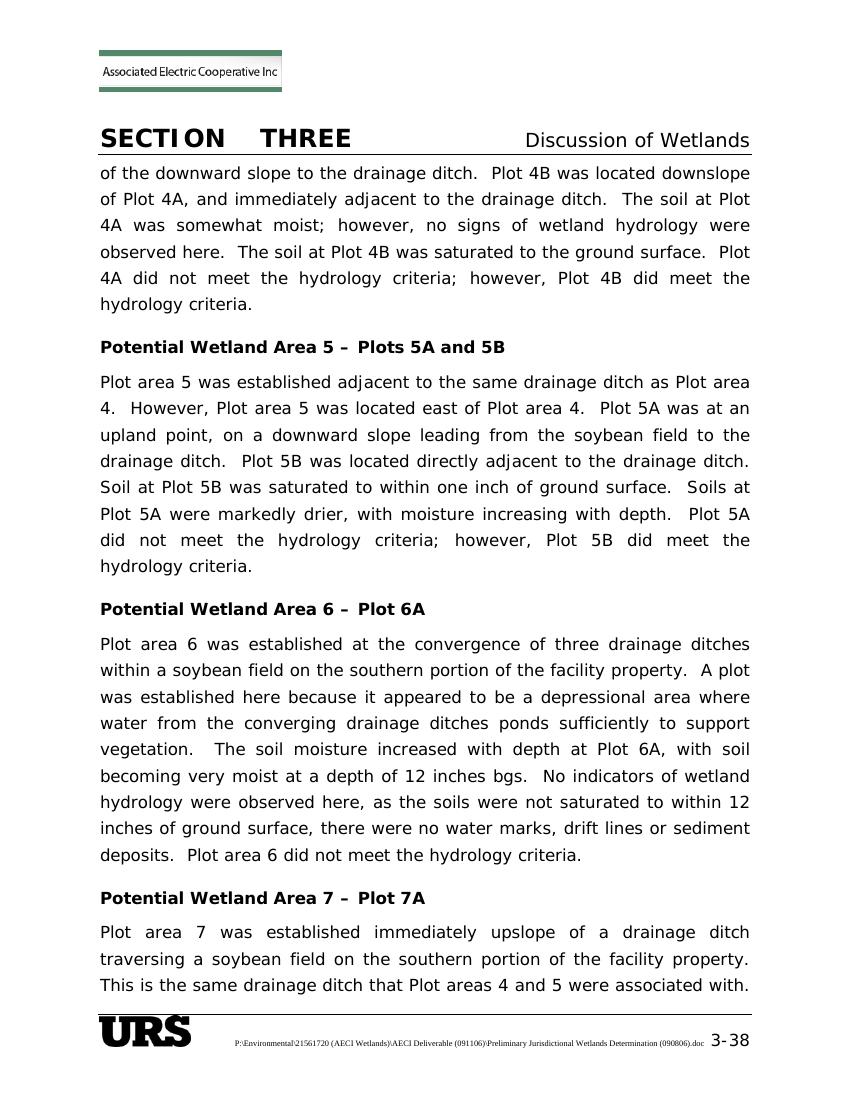 Associated Electric Cooperative Inc
SECTION THREE Discussion of Wetlands
of the downward slope to the drainage ditch. Plot 4B was located downslope
of Plot 4A, and immediately adjacent to the drainage ditch. The soil at Plot
4A was somewhat moist; however, no signs of wetland hydrology were
observed here. The soil at Plot 4B was saturated to the ground surface. Plot
4A did not meet the hydrology criteria; however, Plot 4B did meet the
hydrology criteria.
Potential Wetland Area 5 – Plots 5A and 5B
Plot area 5 was established adjacent to the same drainage ditch as Plot area
4. However, Plot area 5 was located east of Plot area 4. Plot 5A was at an
upland point, on a downward slope leading from the soybean field to the
drainage ditch. Plot 5B was located directly adjacent to the drainage ditch.
Soil at Plot 5B was saturated to within one inch of ground surface. Soils at
Plot 5A were markedly drier, with moisture increasing with depth. Plot 5A
did not meet the hydrology criteria; however, Plot 5B did meet the
hydrology criteria.
Potential Wetland Area 6 – Plot 6A
Plot area 6 was established at the convergence of three drainage ditches
within a soybean field on the southern portion of the facility property. A plot
was established here because it appeared to be a depressional area where
water from the converging drainage ditches ponds sufficiently to support
vegetation. The soil moisture increased with depth at Plot 6A, with soil
becoming very moist at a depth of 12 inches bgs. No indicators of wetland
hydrology were observed here, as the soils were not saturated to within 12
inches of ground surface, there were no water marks, drift lines or sediment
deposits. Plot area 6 did not meet the hydrology criteria.
Potential Wetland Area 7 – Plot 7A
Plot area 7 was established immediately upslope of a drainage ditch
traversing a soybean field on the southern portion of the facility property.
This is the same drainage ditch that Plot areas 4 and 5 were associated with.
URS P:\Environmental\21561720 (AECI Wetlands)\AECI Deliverable (091106)\Preliminary Jurisdictional Wetlands Determination (090806).doc 3-38